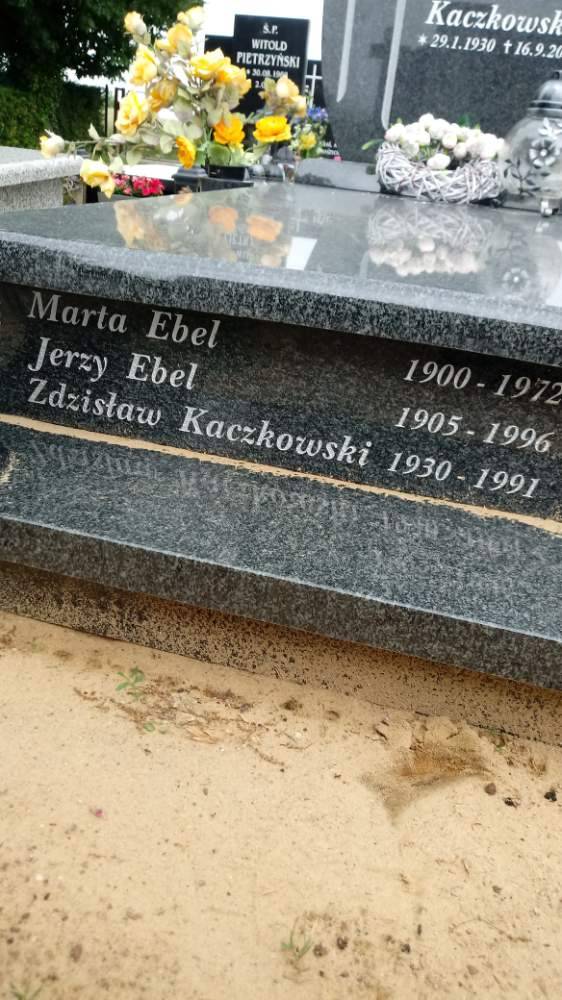 Ś.P.
WITOLD
PIETRZYŃSKI
Kaczkowsk
* 29.1.1930 † 16.9.20
Marta Ebel 1900 - 1972
Jerzy Ebel 1905 - 1996
Zdzisław Kaczkowski 1930 - 1991